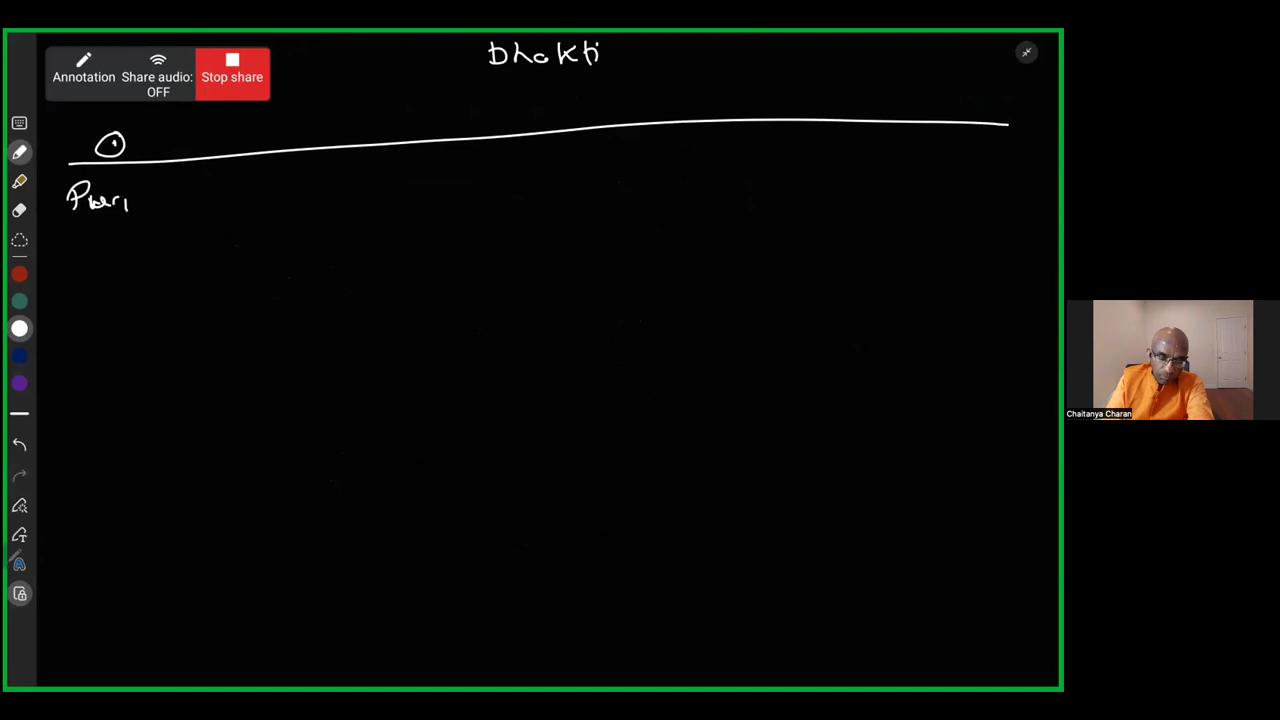 Bhakti
Annotation
Share audio: OFF
Stop share
Chaitanya Charan